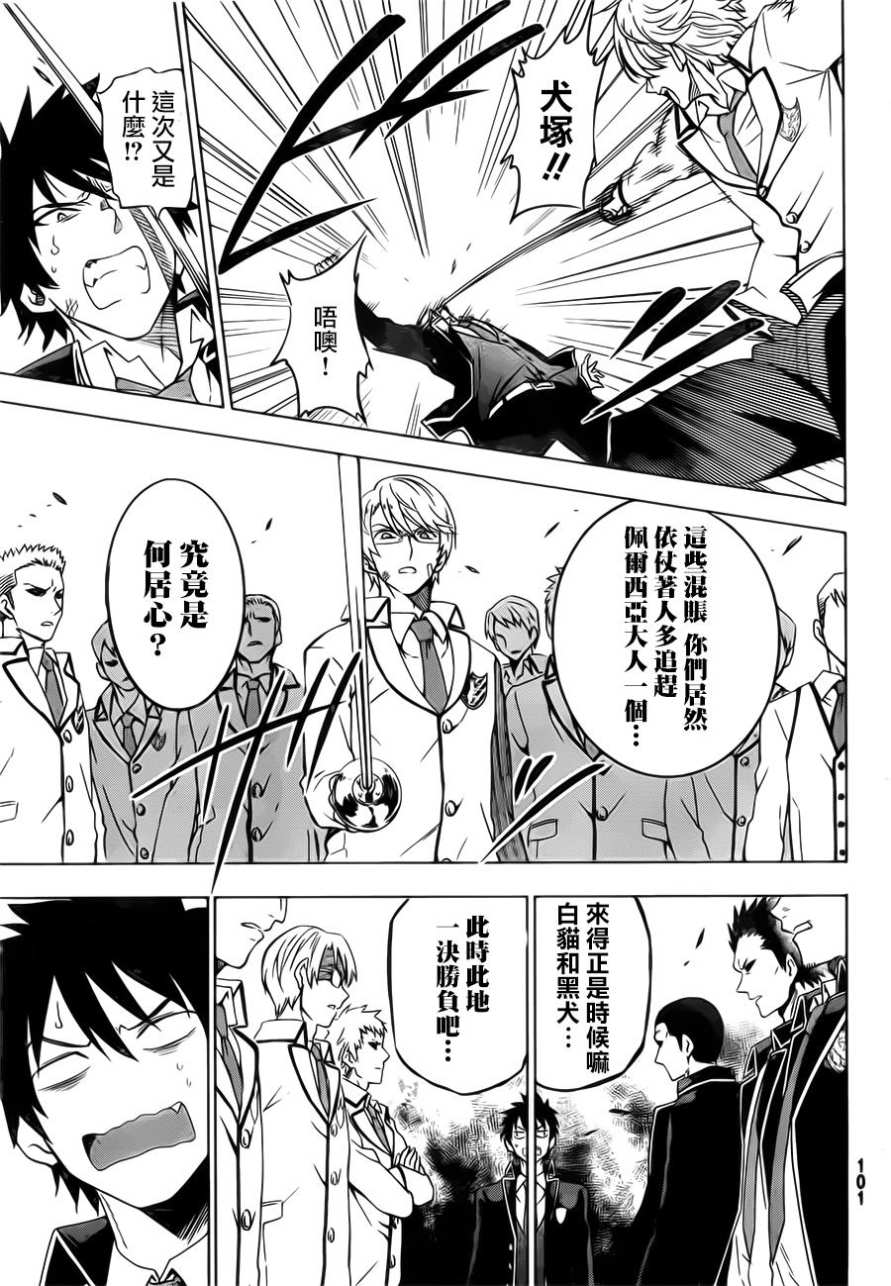 犬塚!!
唔噢！
這次又是
什麼!?
這些混賬 你們居然
依仗著人多追趕
佩爾西亞大人 一個…
究竟是
何居心？
來得正是時候嘛
白貓和黑犬…
此時此地
一決勝負吧…
101